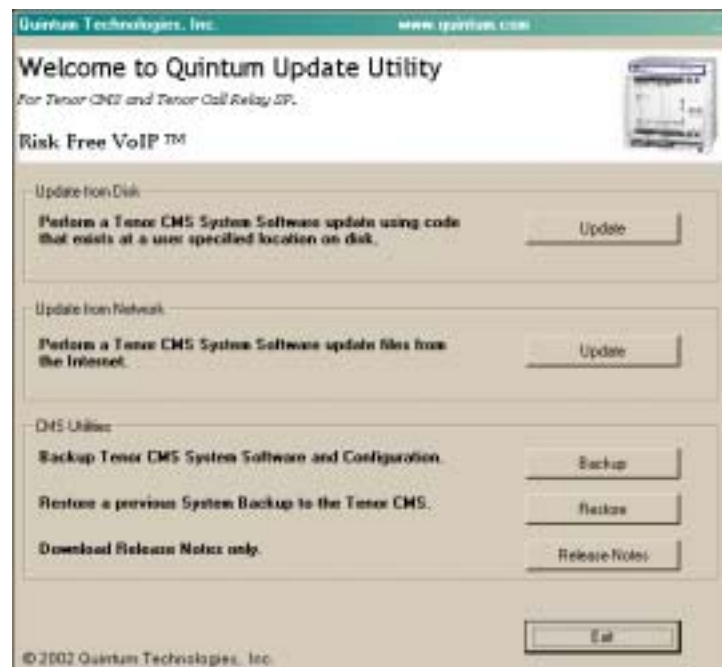 Quintum Technologies, Inc. www.quintum.com
Welcome to Quintum Update Utility
For Tenor CMS and Tenor Call Relay SP.
Risk Free VoIP ™
Update from Disk
Perform a Tenor CMS System Software update using code
that exists at a user specified location on disk.
Update
Update from Network
Perform a Tenor CMS System Software update files from
the Internet.
Update
CMS Utilities
Backup Tenor CMS System Software and Configuration.
Backup
Restore a previous System Backup to the Tenor CMS.
Restore
Download Release Notes only.
Release Notes
Exit
© 2002 Quintum Technologies, Inc.